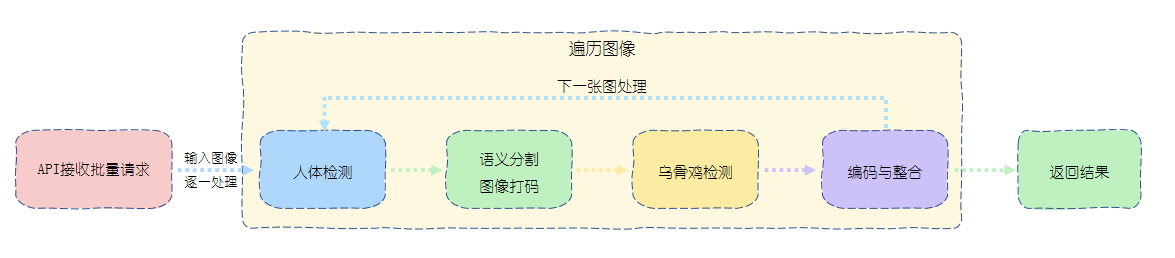 遍历图像
下一张图处理
API接收批量请求
输入图像
逐一处理
人体检测
语义分割
图像打码
乌骨鸡检测
编码与整合
返回结果